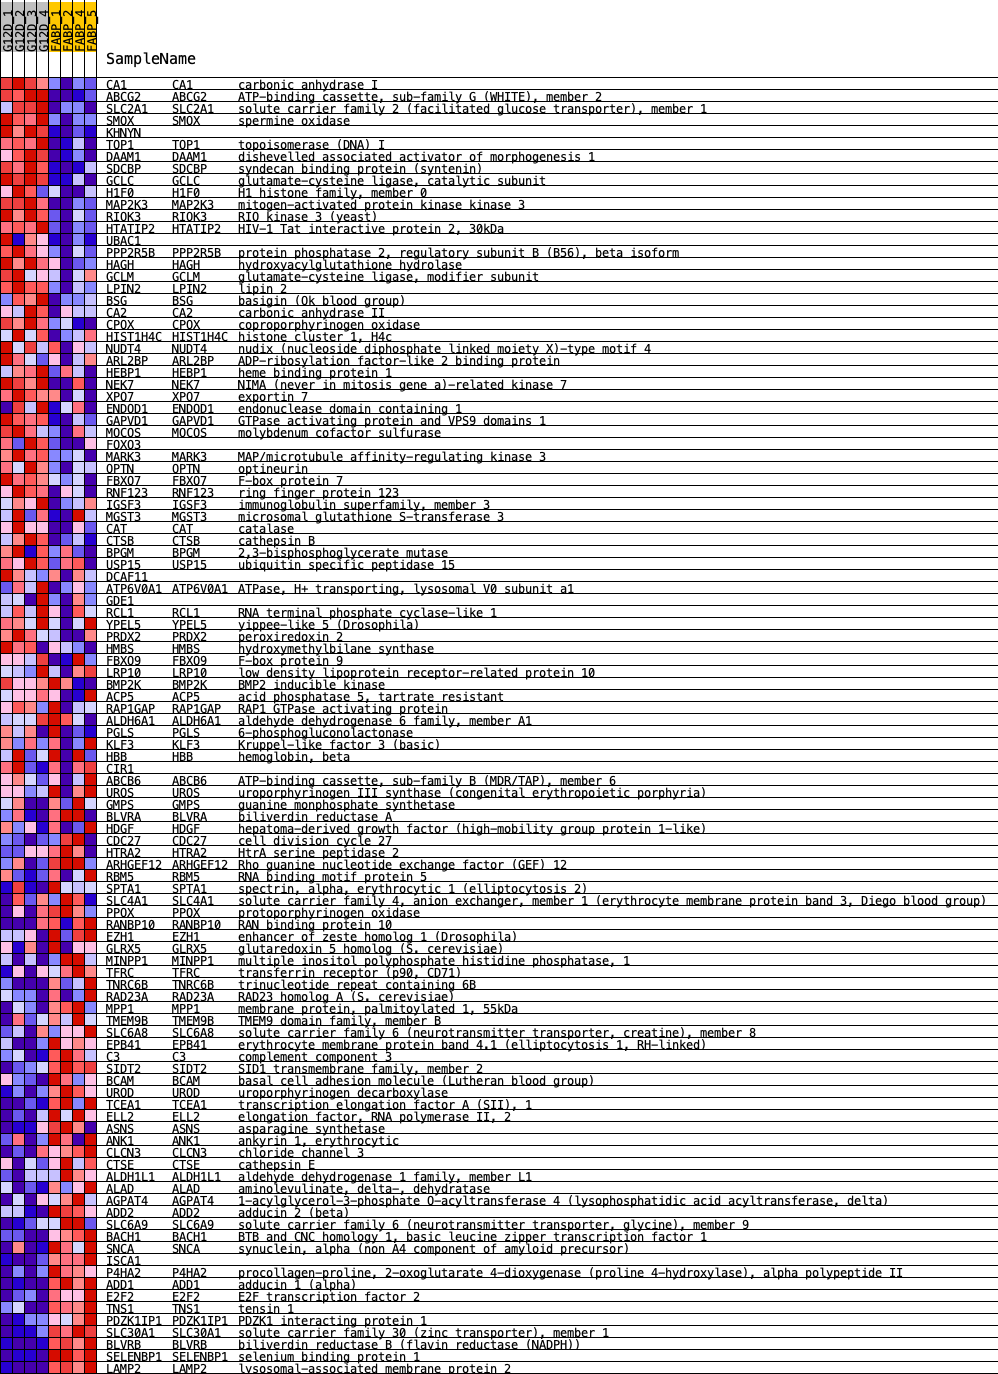 G12D_1 G12D_2 G12D_3 G12D_4 FABP_1 FABP_2 FABP_4 FABP_5
SampleName
CA1 CA1 carbonic anhydrase I
ABCG2 ABCG2 ATP-binding cassette, sub-family G (WHITE), member 2
SLC2A1 SLC2A1 solute carrier family 2 (facilitated glucose transporter), member 1
SMOX SMOX spermine oxidase
KHNYN
TOP1 TOP1 topoisomerase (DNA) I
DAAM1 DAAM1 dishevelled associated activator of morphogenesis 1
SDCBP SDCBP syndecan binding protein (syntenin)
GCLC GCLC glutamate-cysteine ligase, catalytic subunit
H1F0 H1F0 H1 histone family, member 0
MAP2K3 MAP2K3 mitogen-activated protein kinase kinase 3
RIOK3 RIOK3 RIO kinase 3 (yeast)
HTATIP2 HTATIP2 HIV-1 Tat interactive protein 2, 30kDa
UBAC1
PPP2R5B PPP2R5B protein phosphatase 2, regulatory subunit B (B56), beta isoform
HAGH HAGH hydroxyacylglutathione hydrolase
GCLM GCLM glutamate-cysteine ligase, modifier subunit
LPIN2 LPIN2 lipin 2
BSG BSG basigin (Ok blood group)
CA2 CA2 carbonic anhydrase II
CPOX CPOX coproporphyrinogen oxidase
HIST1H4C HIST1H4C histone cluster 1, H4c
NUDT4 NUDT4 nudix (nucleoside diphosphate linked moiety X)-type motif 4
ARL2BP ARL2BP ADP-ribosylation factor-like 2 binding protein
HEBP1 HEBP1 heme binding protein 1
NEK7 NEK7 NIMA (never in mitosis gene a)-related kinase 7
XPO7 XPO7 exportin 7
ENDOD1 ENDOD1 endonuclease domain containing 1
GAPVD1 GAPVD1 GTPase activating protein and VPS9 domains 1
MOCOS MOCOS molybdenum cofactor sulfurase
FOXO3
MARK3 MARK3 MAP/microtubule affinity-regulating kinase 3
OPTN OPTN optineurin
FBXO7 FBXO7 F-box protein 7
RNF123 RNF123 ring finger protein 123
IGSF3 IGSF3 immunoglobulin superfamily, member 3
MGST3 MGST3 microsomal glutathione S-transferase 3
CAT CAT catalase
CTSB CTSB cathepsin B
BPGM BPGM 2,3-bisphosphoglycerate mutase
USP15 USP15 ubiquitin specific peptidase 15
DCAF11
ATP6V0A1 ATP6V0A1 ATPase, H+ transporting, lysosomal V0 subunit a1
GDE1
RCL1 RCL1 RNA terminal phosphate cyclase-like 1
YPEL5 YPEL5 yippee-like 5 (Drosophila)
PRDX2 PRDX2 peroxiredoxin 2
HMBS HMBS hydroxymethylbilane synthase
FBXO9 FBXO9 F-box protein 9
LRP10 LRP10 low density lipoprotein receptor-related protein 10
BMP2K BMP2K BMP2 inducible kinase
ACP5 ACP5 acid phosphatase 5, tartrate resistant
RAP1GAP RAP1GAP RAP1 GTPase activating protein
ALDH6A1 ALDH6A1 aldehyde dehydrogenase 6 family, member A1
PGLS PGLS 6-phosphogluconolactonase
KLF3 KLF3 Kruppel-like factor 3 (basic)
HBB HBB hemoglobin, beta
CIR1
ABCB6 ABCB6 ATP-binding cassette, sub-family B (MDR/TAP), member 6
UROS UROS uroporphyrinogen III synthase (congenital erythropoietic porphyria)
GMPS GMPS guanine monphosphate synthetase
BLVRA BLVRA biliverdin reductase A
HDGF HDGF hepatoma-derived growth factor (high-mobility group protein 1-like)
CDC27 CDC27 cell division cycle 27
HTRA2 HTRA2 HtrA serine peptidase 2
ARHGEF12 ARHGEF12 Rho guanine nucleotide exchange factor (GEF) 12
RBM5 RBM5 RNA binding motif protein 5
SPTA1 SPTA1 spectrin, alpha, erythrocytic 1 (elliptocytosis 2)
SLC4A1 SLC4A1 solute carrier family 4, anion exchanger, member 1 (erythrocyte membrane protein band 3, Diego blood group)
PPOX PPOX protoporphyrinogen oxidase
RANBP10 RANBP10 RAN binding protein 10
EZH1 EZH1 enhancer of zeste homolog 1 (Drosophila)
GLRX5 GLRX5 glutaredoxin 5 homolog (S. cerevisiae)
MINPP1 MINPP1 multiple inositol polyphosphate histidine phosphatase, 1
TFRC TFRC transferrin receptor (p90, CD71)
TNRC6B TNRC6B trinucleotide repeat containing 6B
RAD23A RAD23A RAD23 homolog A (S. cerevisiae)
MPP1 MPP1 membrane protein, palmitoylated 1, 55kDa
TMEM9B TMEM9B TMEM9 domain family, member B
SLC6A8 SLC6A8 solute carrier family 6 (neurotransmitter transporter, creatine), member 8
EPB41 EPB41 erythrocyte membrane protein band 4.1 (elliptocytosis 1, RH-linked)
C3 C3 complement component 3
SIDT2 SIDT2 SID1 transmembrane family, member 2
BCAM BCAM basal cell adhesion molecule (Lutheran blood group)
UROD UROD uroporphyrinogen decarboxylase
TCEA1 TCEA1 transcription elongation factor A (SII), 1
ELL2 ELL2 elongation factor, RNA polymerase II, 2
ASNS ASNS asparagine synthetase
ANK1 ANK1 ankyrin 1, erythrocytic
CLCN3 CLCN3 chloride channel 3
CTSE CTSE cathepsin E
ALDH1L1 ALDH1L1 aldehyde dehydrogenase 1 family, member L1
ALAD ALAD aminolevulinate, delta-, dehydratase
AGPAT4 AGPAT4 1-acylglycerol-3-phosphate O-acyltransferase 4 (lysophosphatidic acid acyltransferase, delta)
ADD2 ADD2 adducin 2 (beta)
SLC6A9 SLC6A9 solute carrier family 6 (neurotransmitter transporter, glycine), member 9
BACH1 BACH1 BTB and CNC homology 1, basic leucine zipper transcription factor 1
SNCA SNCA synuclein, alpha (non A4 component of amyloid precursor)
ISCA1
P4HA2 P4HA2 procollagen-proline, 2-oxoglutarate 4-dioxygenase (proline 4-hydroxylase), alpha polypeptide II
ADD1 ADD1 adducin 1 (alpha)
E2F2 E2F2 E2F transcription factor 2
TNS1 TNS1 tensin 1
PDZK1IP1 PDZK1IP1 PDZK1 interacting protein 1
SLC30A1 SLC30A1 solute carrier family 30 (zinc transporter), member 1
BLVRB BLVRB biliverdin reductase B (flavin reductase (NADPH))
SELENBP1 SELENBP1 selenium binding protein 1
LAMP2 LAMP2 lysosomal-associated membrane protein 2